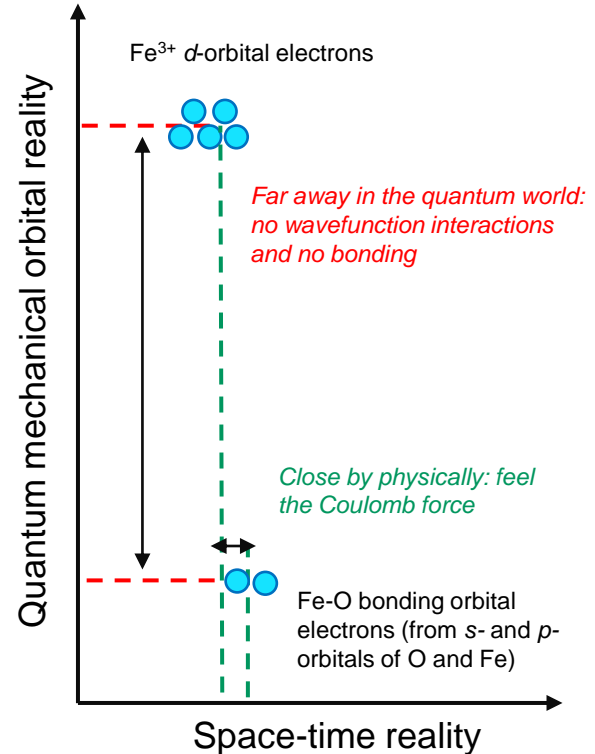 Fe³⁺ d-orbital electrons
Quantum mechanical orbital reality
Far away in the quantum world:
no wavefunction interactions
and no bonding
Close by physically: feel
the Coulomb force
Fe-O bonding orbital
electrons (from s- and p-
orbitals of O and Fe)
Space-time reality